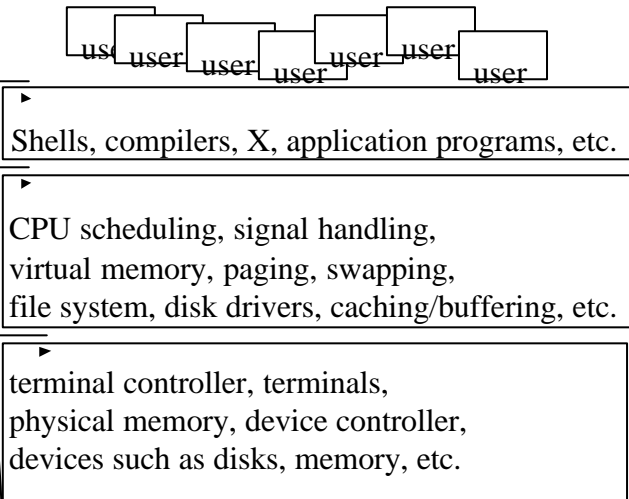 user
user
user
user
user
user
user
Shells, compilers, X, application programs, etc.
CPU scheduling, signal handling,
virtual memory, paging, swapping,
file system, disk drivers, caching/buffering, etc.
terminal controller, terminals,
physical memory, device controller,
devices such as disks, memory, etc.